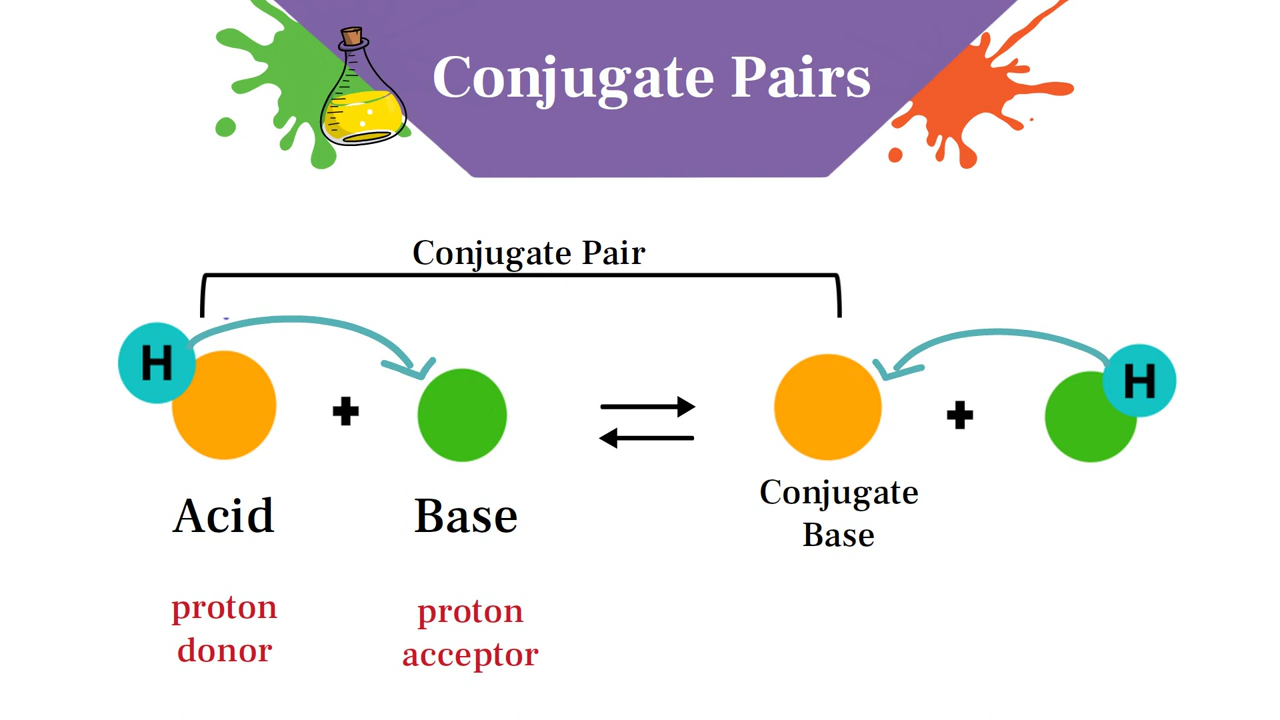 Conjugate Pairs
Conjugate Pair
H
H
Acid
Base
Conjugate
Base
proton
donor
proton
acceptor